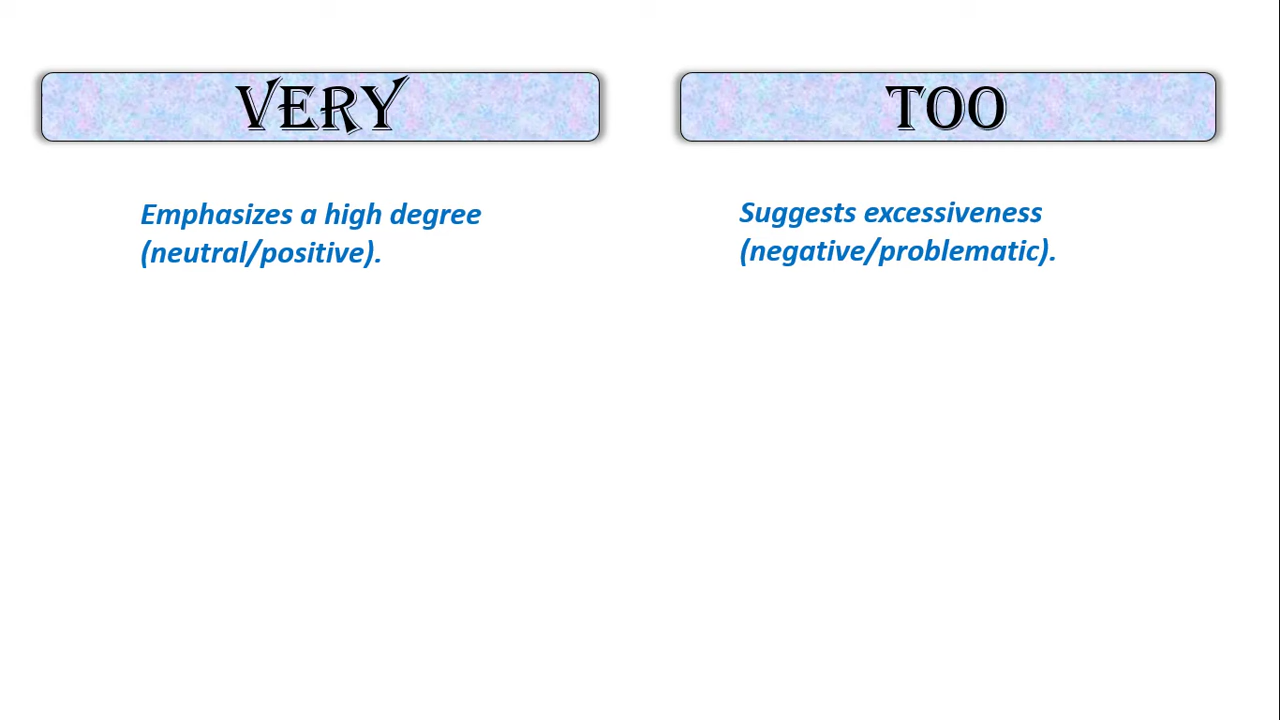 VERY
Emphasizes a high degree
(neutral/positive).
TOO
Suggests excessiveness
(negative/problematic).